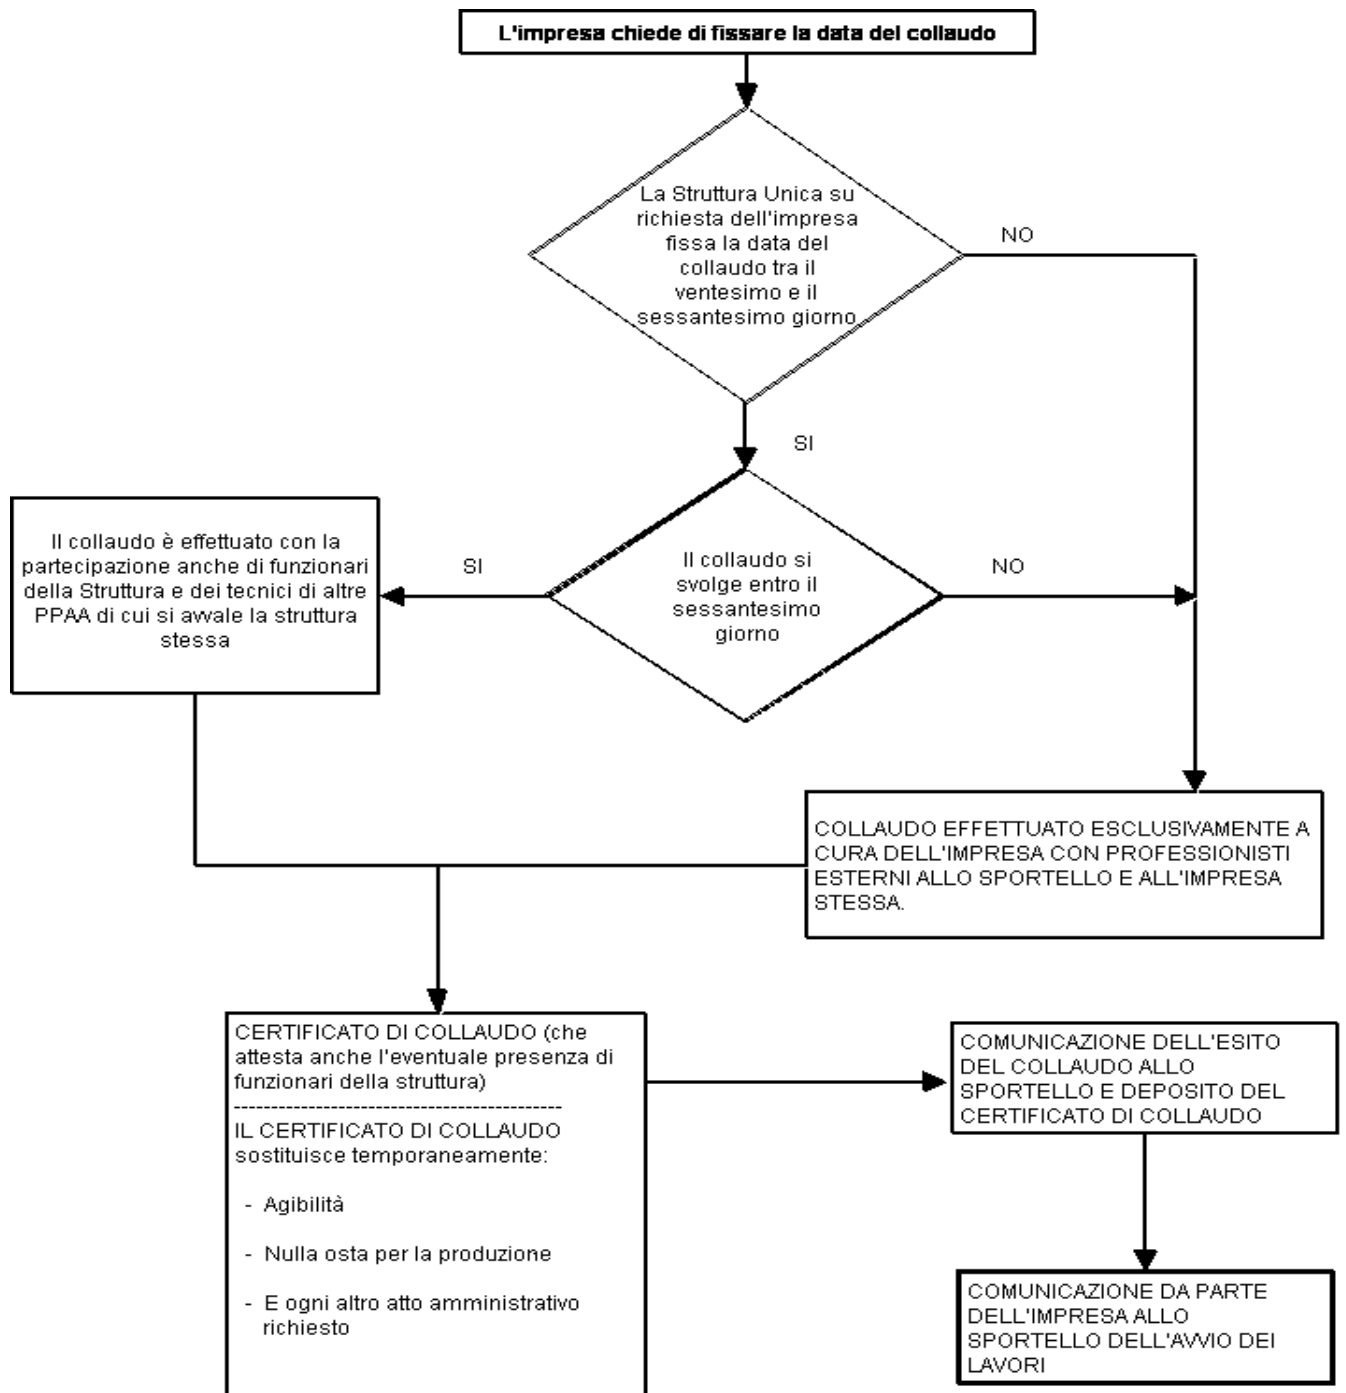 L'impresa chiede di fissare la data del collaudo
La Struttura Unica su
richiesta dell'impresa
fissa la data del
collaudo tra il
ventesimo e il
sessantesimo giorno
NO
SI
Il collaudo è effettuato con la
partecipazione anche di funzionari
della Struttura e dei tecnici di altre
PPAA di cui si avvale la struttura
stessa
SI
Il collaudo si
svolge entro il
sessantesimo
giorno
NO
COLLAUDO EFFETTUATO ESCLUSIVAMENTE A
CURA DELL'IMPRESA CON PROFESSIONISTI
ESTERNI ALLO SPORTELLO E ALL'IMPRESA
STESSA.
CERTIFICATO DI COLLAUDO (che
attesta anche l'eventuale presenza di
funzionari della struttura)
--------------------------------------------
IL CERTIFICATO DI COLLAUDO
sostituisce temporaneamente:
- Agibilità
- Nulla osta per la produzione
- E ogni altro atto amministrativo
richiesto
COMUNICAZIONE DELL'ESITO
DEL COLLAUDO ALLO
SPORTELLO E DEPOSITO DEL
CERTIFICATO DI COLLAUDO
COMUNICAZIONE DA PARTE
DELL'IMPRESA ALLO
SPORTELLO DELL'AVVIO DEI
LAVORI